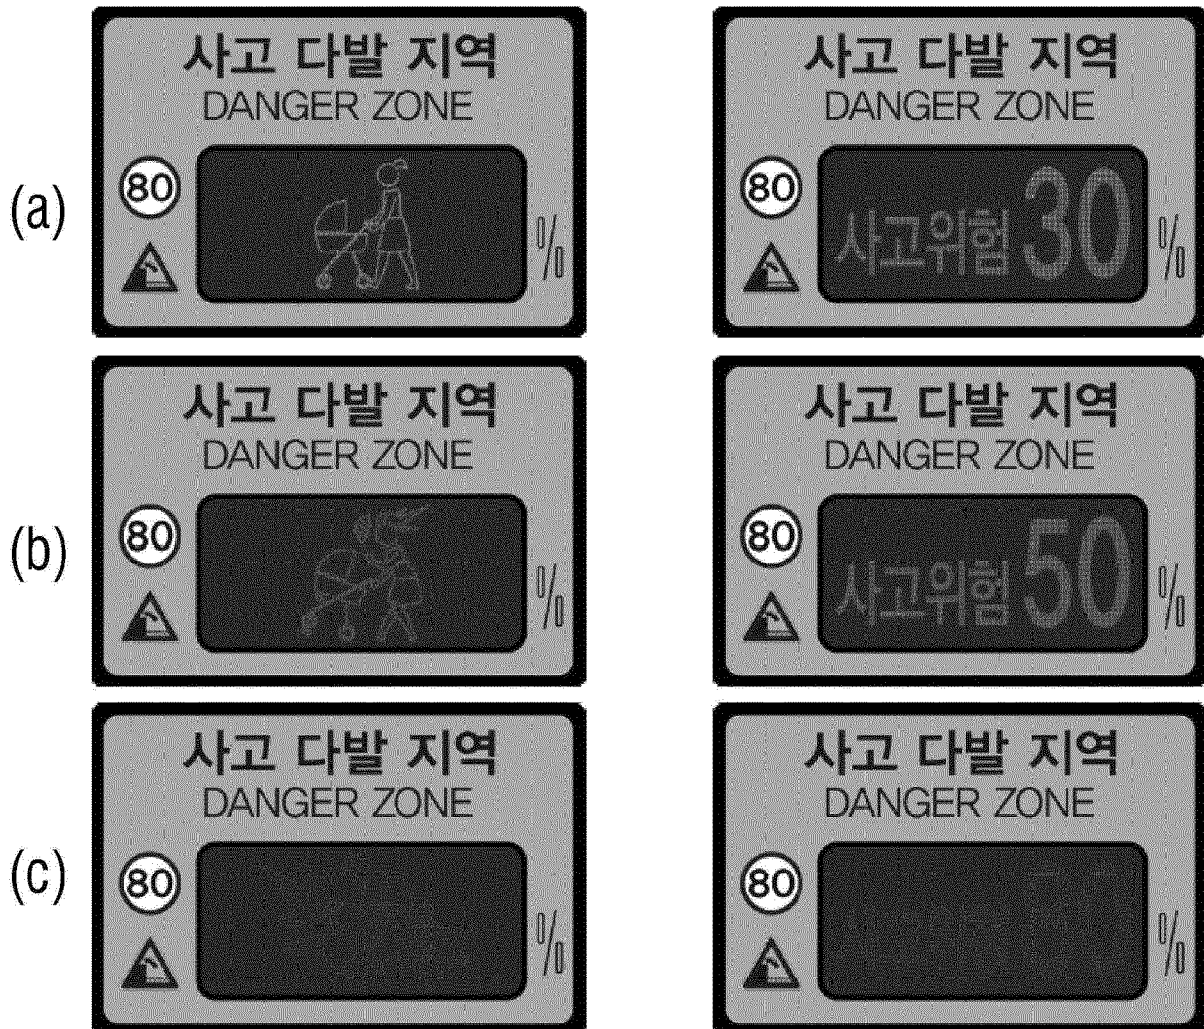 (a)
사고 다발 지역
DANGER ZONE
80
%
사고 다발 지역
DANGER ZONE
80
사고위험 30
%
(b)
사고 다발 지역
DANGER ZONE
80
%
사고 다발 지역
DANGER ZONE
80
사고위험 50
%
(c)
사고 다발 지역
DANGER ZONE
80
%
사고 다발 지역
DANGER ZONE
80
%